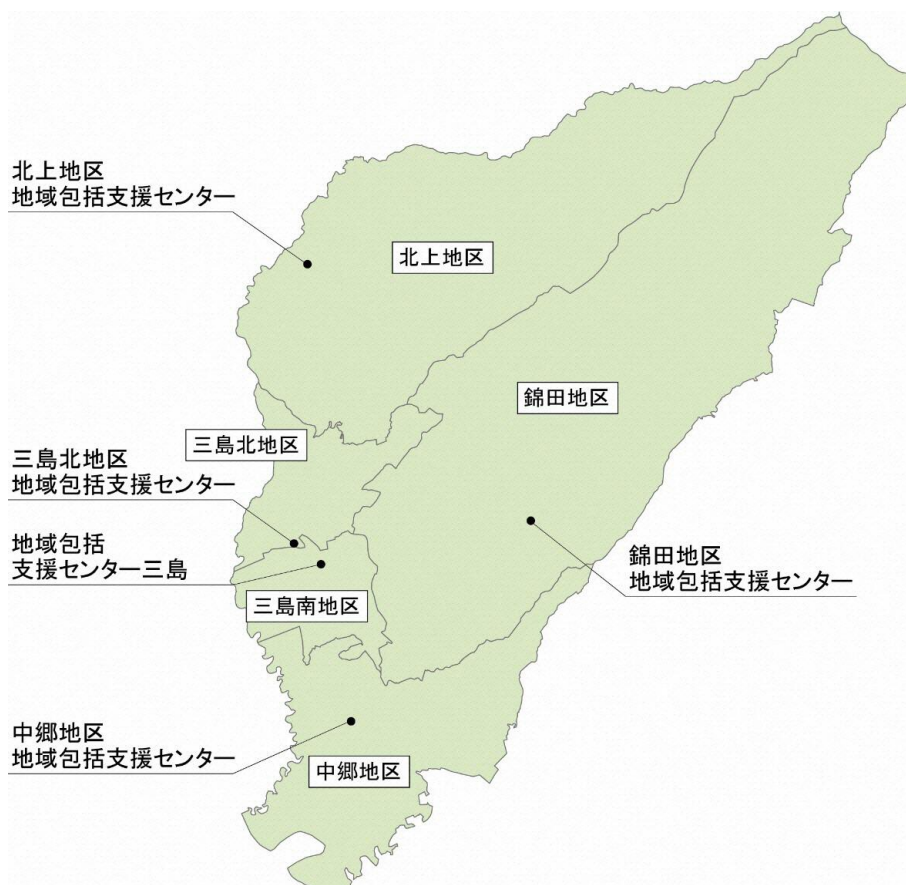 北上地区
地域包括支援センター
北上地区
錦田地区
三島北地区
三島北地区
地域包括支援センター
地域包括
支援センター三島
錦田地区
地域包括支援センター
三島南地区
中郷地区
地域包括支援センター
中郷地区